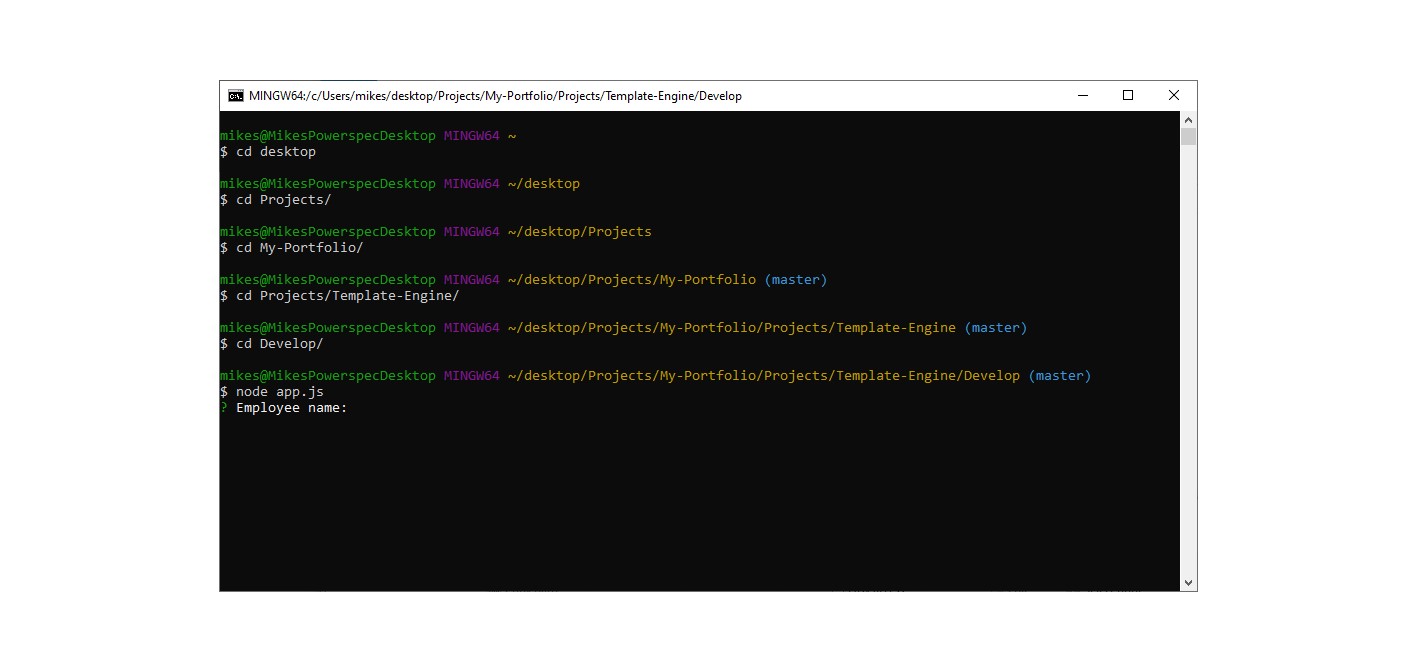 MINGW64:/c/Users/mikes/desktop/Projects/My-Portfolio/Projects/Template-Engine/Develop
mikes@MikesPowerspecDesktop MINGW64 ~
$ cd desktop
mikes@MikesPowerspecDesktop MINGW64 ~/desktop
$ cd Projects/
mikes@MikesPowerspecDesktop MINGW64 ~/desktop/Projects
$ cd My-Portfolio/
mikes@MikesPowerspecDesktop MINGW64 ~/desktop/Projects/My-Portfolio (master)
$ cd Projects/Template-Engine/
mikes@MikesPowerspecDesktop MINGW64 ~/desktop/Projects/My-Portfolio/Projects/Template-Engine (master)
$ cd Develop/
mikes@MikesPowerspecDesktop MINGW64 ~/desktop/Projects/My-Portfolio/Projects/Template-Engine/Develop (master)
$ node app.js
? Employee name: